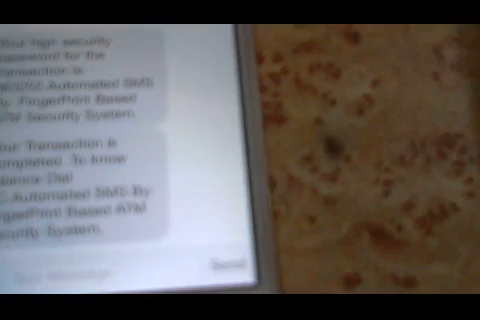 Your high security
password for the
transaction is
Automated SMS
By: FingerPrint Based
ATM Security System.
Your Transaction is
completed. To know
Balance Dial
Automated SMS By
FingerPrint Based ATM
Security System.
Send